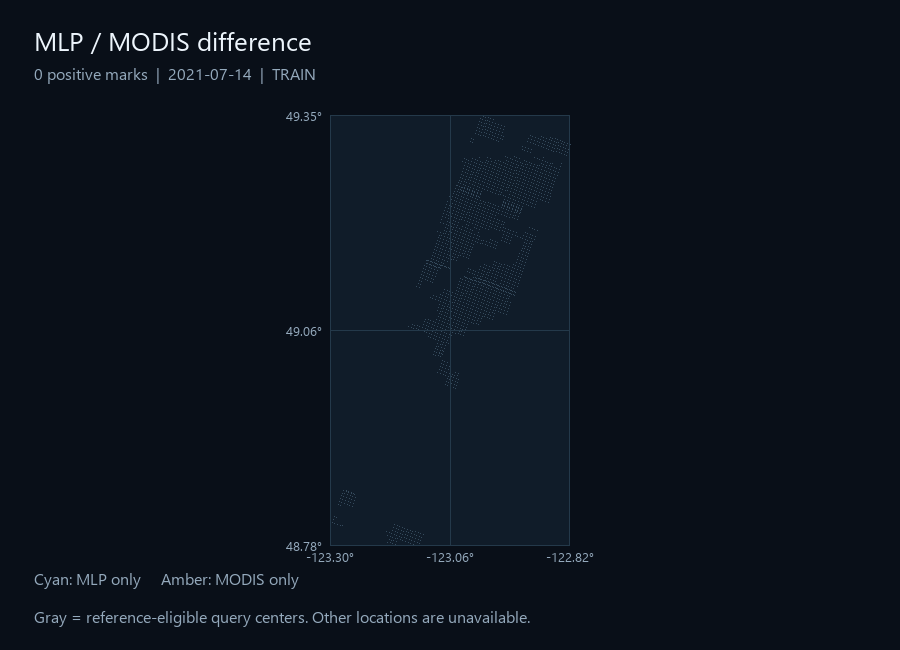 MLP / MODIS difference
0 positive marks | 2021-07-14 | TRAIN
49.35°
49.06°
48.78°
-123.30° -123.06° -122.82°
Cyan: MLP only Amber: MODIS only
Gray = reference-eligible query centers. Other locations are unavailable.